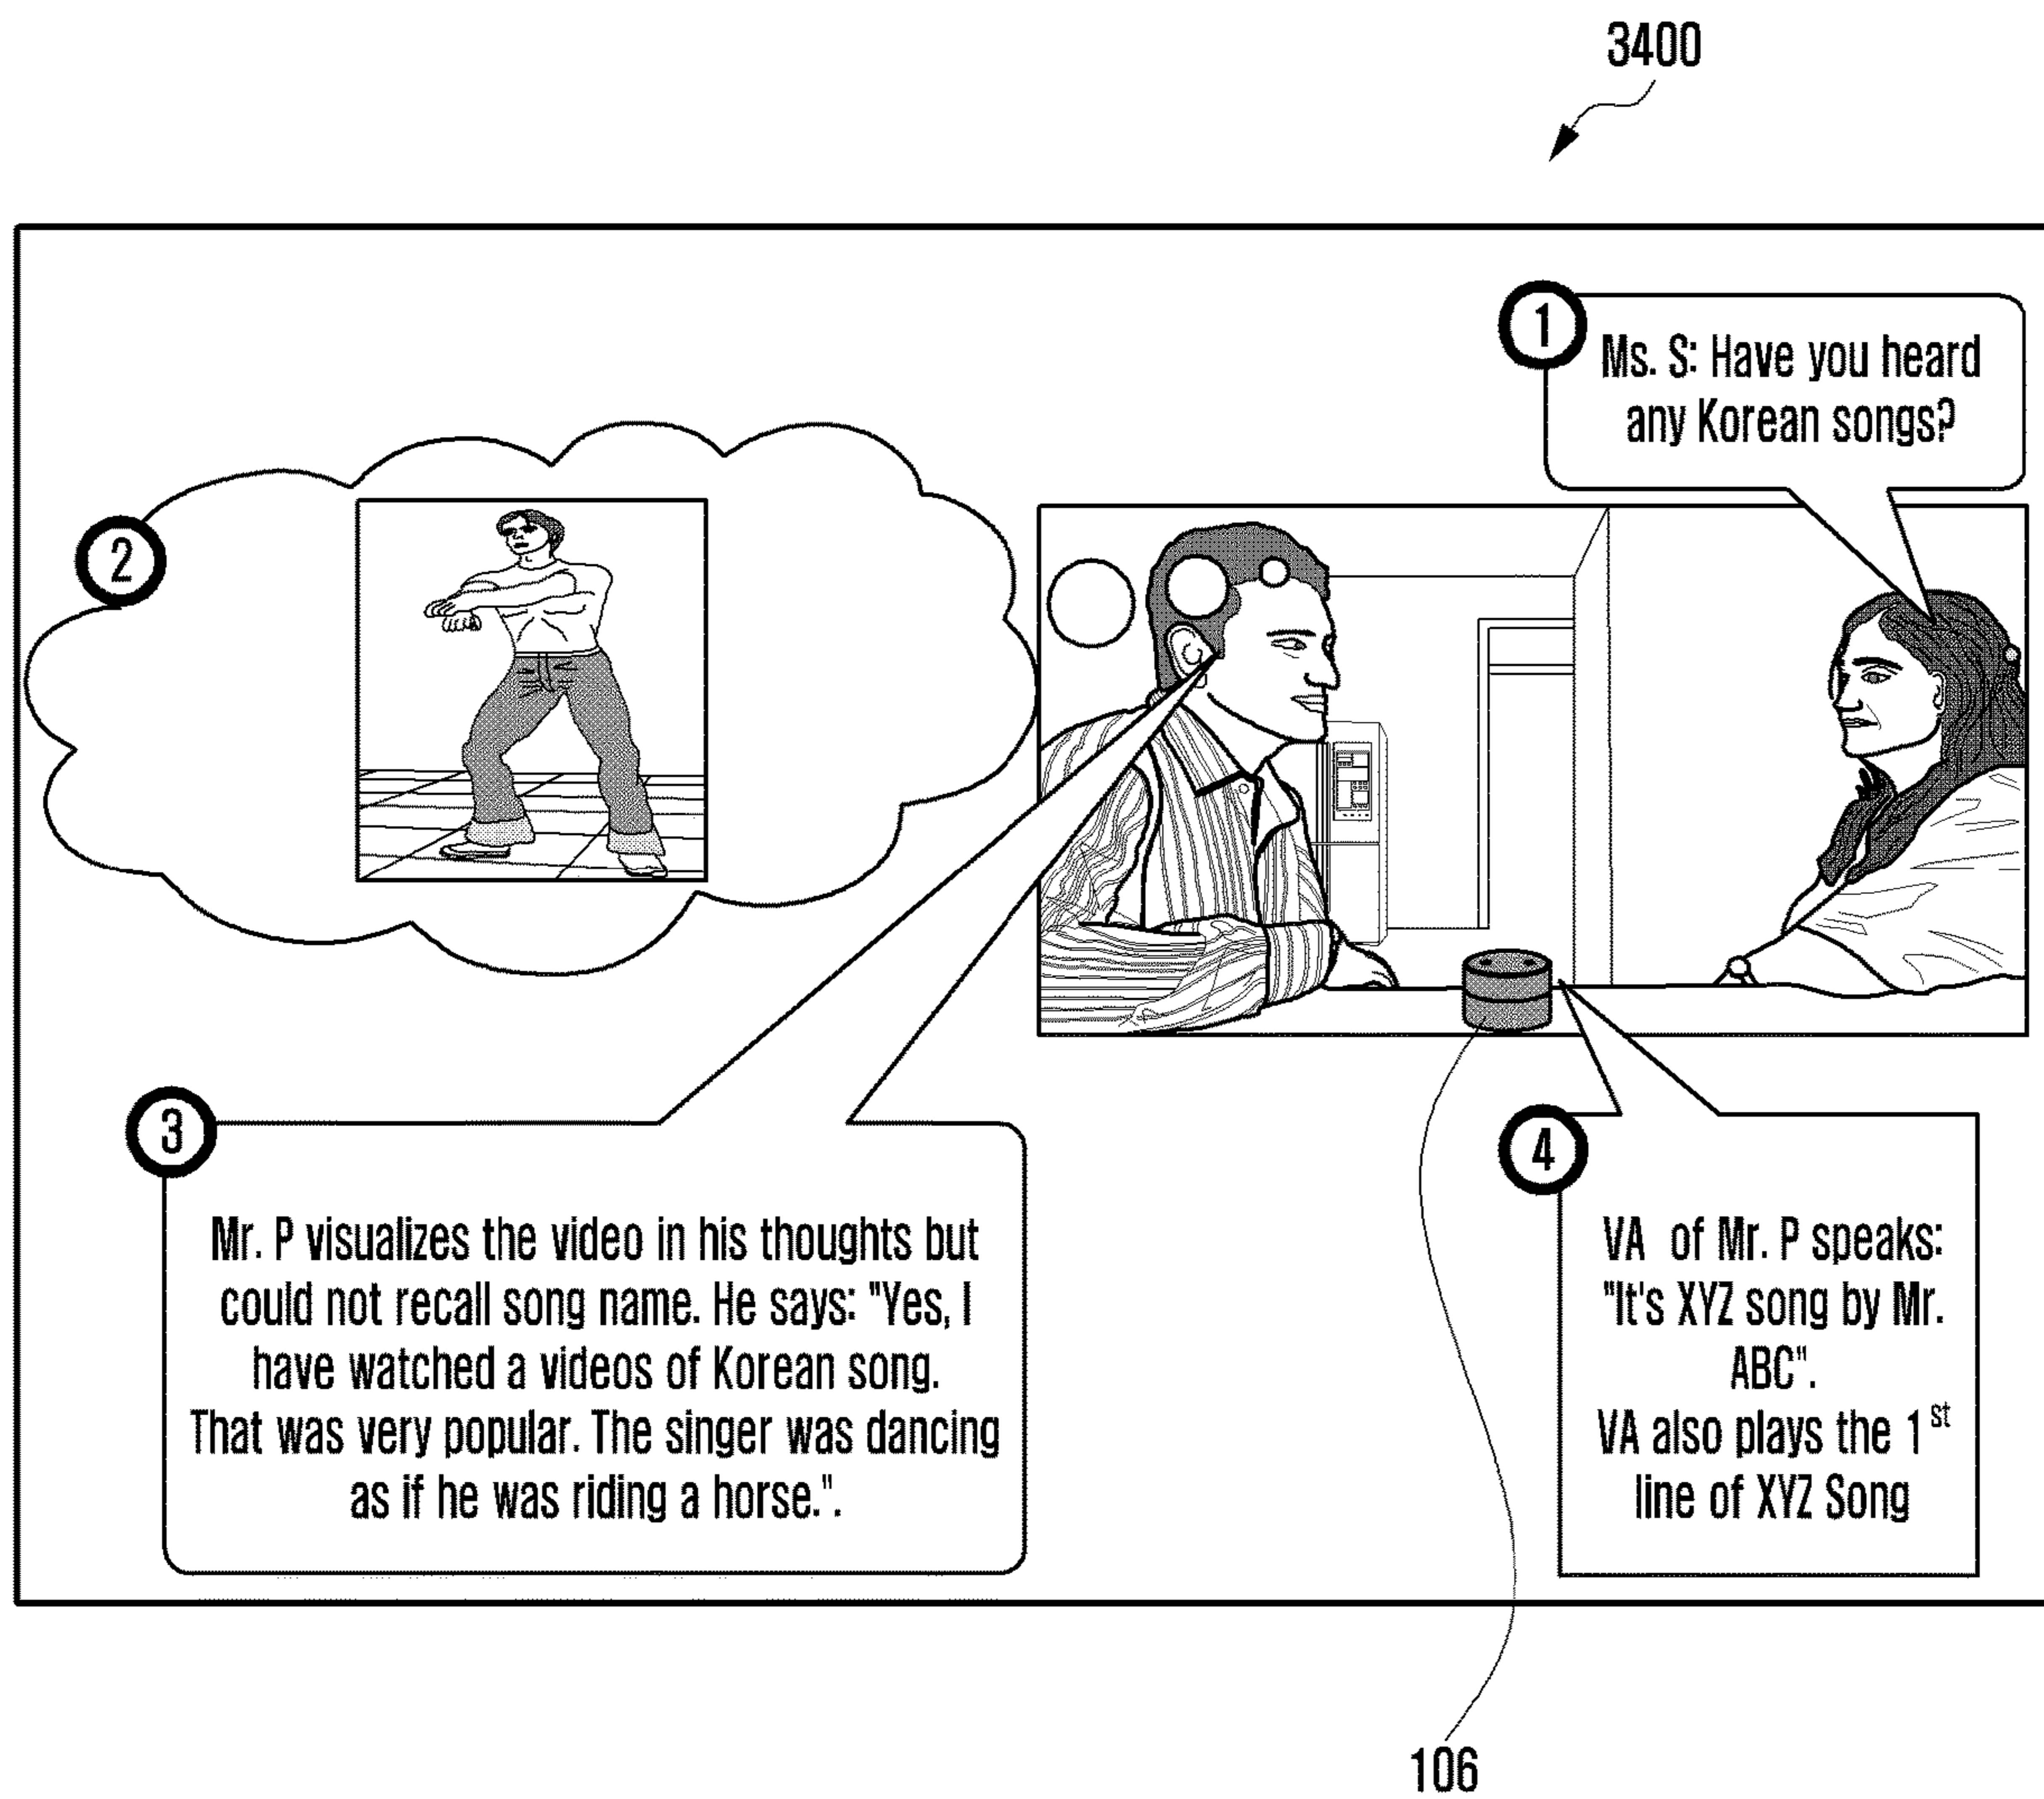 3400
1
Ms. S: Have you heard
any Korean songs?
2
3
Mr. P visualizes the video in his thoughts but
could not recall song name. He says: "Yes, I
have watched a videos of Korean song.
That was very popular. The singer was dancing
as if he was riding a horse.".
4
VA of Mr. P speaks:
"It's XYZ song by Mr.
ABC".
VA also plays the 1st
line of XYZ Song
106